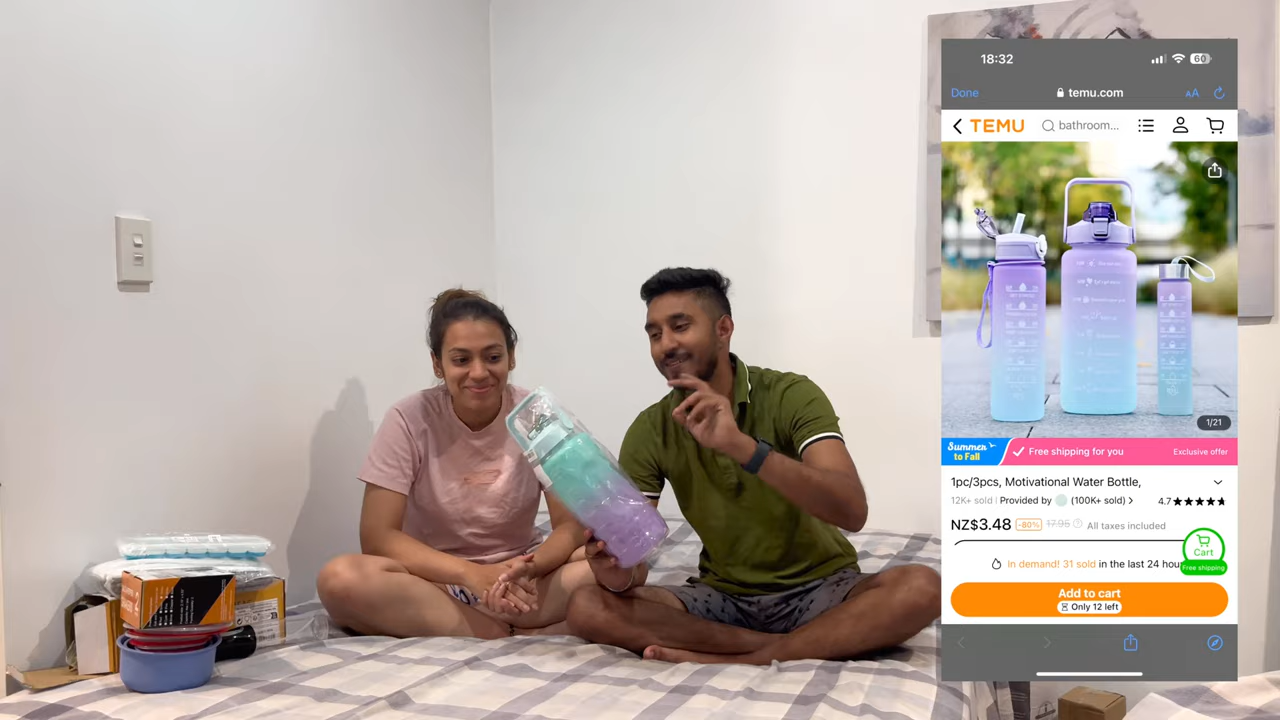 18:32
60
Done
temu.com
AA
TEMU
bathroom...
1/21
Summer
to Fall
Free shipping for you
Exclusive offer
1pc/3pcs, Motivational Water Bottle,
12K+ sold | Provided by (100K+ sold)
4.7
NZ$3.48 -80% 17.95 All taxes included
Cart
Free shipping
In demand! 31 sold in the last 24 hou
Add to cart
Only 12 left